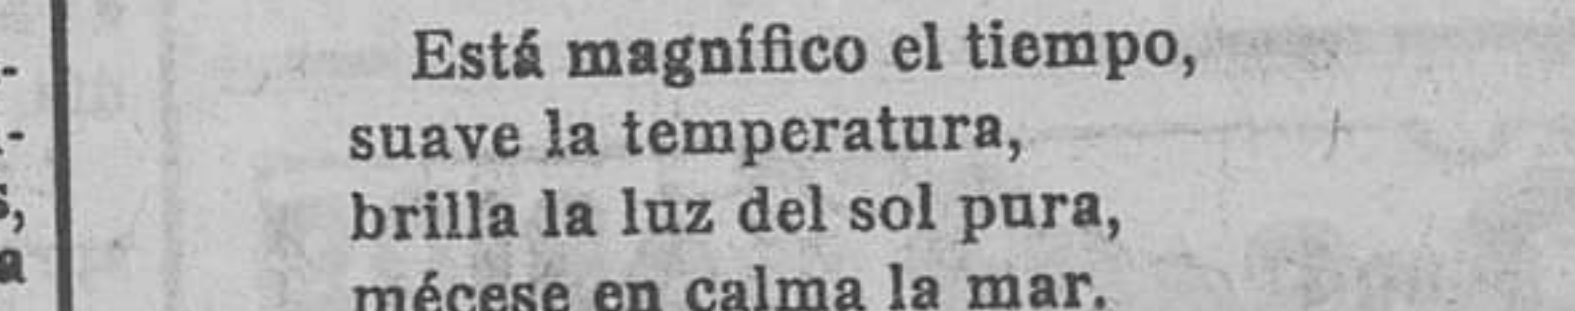 Está magnífico el tiempo,
suave la temperatura,
brilla la luz del sol pura,
mécese en calma la mar.